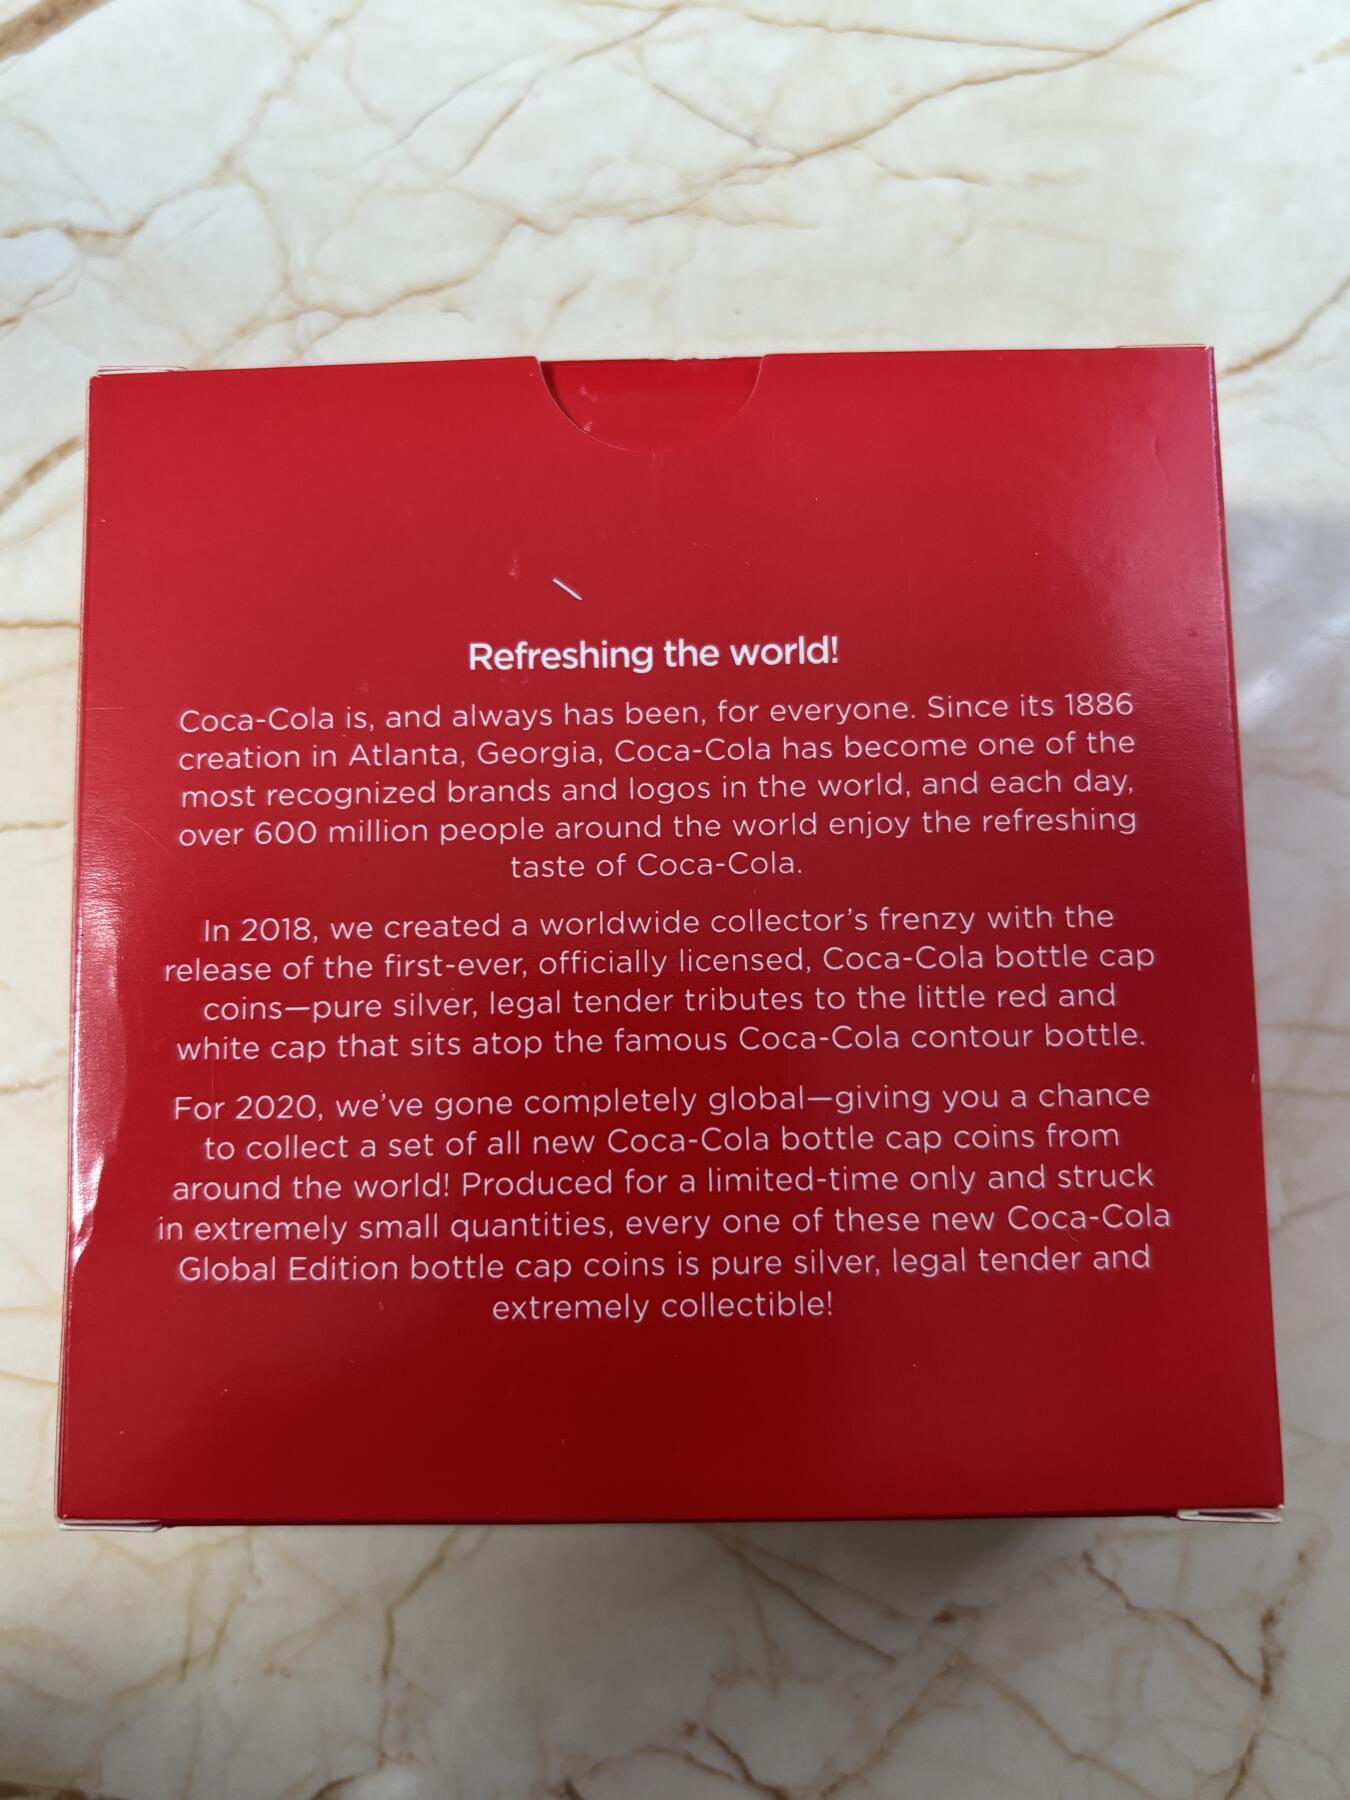 Refreshing the world!
Coca-Cola is, and always has been, for everyone. Since its 1886
creation in Atlanta, Georgia, Coca-Cola has become one of the
most recognized brands and logos in the world, and each day,
over 600 million people around the world enjoy the refreshing
taste of Coca-Cola.
In 2018, we created a worldwide collector's frenzy with the
release of the first-ever, officially licensed, Coca-Cola bottle cap
coins—pure silver, legal tender tributes to the little red and
white cap that sits atop the famous Coca-Cola contour bottle.
For 2020, we've gone completely global—giving you a chance
to collect a set of all new Coca-Cola bottle cap coins from
around the world! Produced for a limited-time only and struck
in extremely small quantities, every one of these new Coca-Cola
Global Edition bottle cap coins is pure silver, legal tender and
extremely collectible!